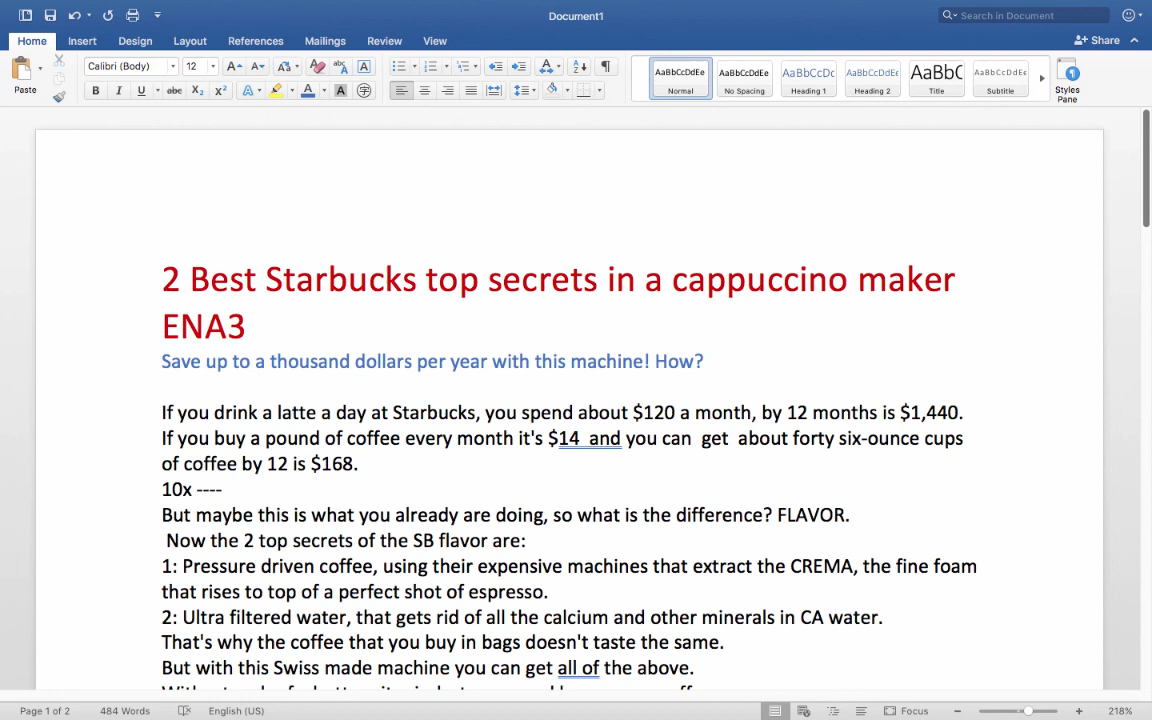 Document1
Search in Document
Home Insert Design Layout References Mailings Review View
Share
Paste
Calibri (Body) 12
AaBbCcDdEe AaBbCcDdEe AaBbCcDc AaBbCcDdEe AaBbC AaBbCcDdEe
Normal No Spacing Heading 1 Heading 2 Title Subtitle
Styles Pane
2 Best Starbucks top secrets in a cappuccino maker
ENA3
Save up to a thousand dollars per year with this machine! How?
If you drink a latte a day at Starbucks, you spend about $120 a month, by 12 months is $1,440.
If you buy a pound of coffee every month it's $14  and you can  get  about forty six-ounce cups
of coffee by 12 is $168.
10x ----
But maybe this is what you already are doing, so what is the difference? FLAVOR.
Now the 2 top secrets of the SB flavor are:
1: Pressure driven coffee, using their expensive machines that extract the CREMA, the fine foam
that rises to top of a perfect shot of espresso.
2: Ultra filtered water, that gets rid of all the calcium and other minerals in CA water.
That's why the coffee that you buy in bags doesn't taste the same.
But with this Swiss made machine you can get all of the above.
Page 1 of 2 484 Words English (US) Focus 218%